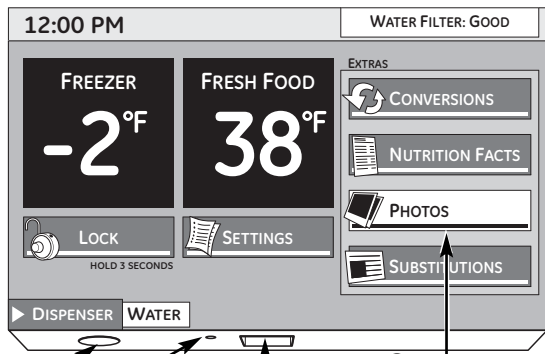 12:00 PM
WATER FILTER: GOOD
FREEZER
-2°F
FRESH FOOD
38°F
EXTRAS
CONVERSIONS
NUTRITION FACTS
PHOTOS
SUBSTITUTIONS
LOCK
HOLD 3 SECONDS
SETTINGS
DISPENSER
WATER